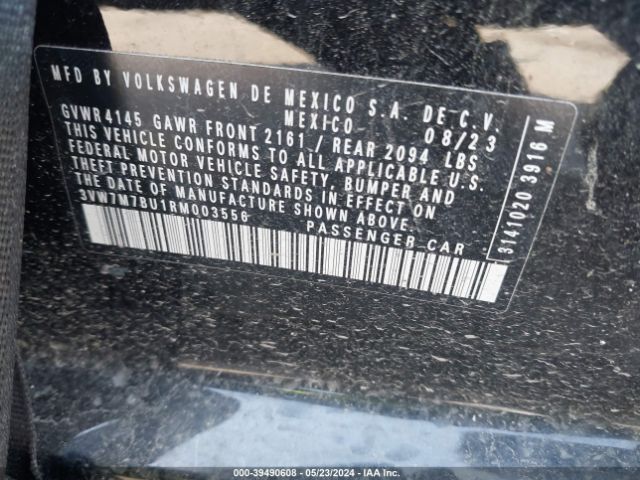 MFD BY VOLKSWAGEN DE MEXICO S.A. DE C.V.
MEXICO 08/23
GVWR 4145 GAWR FRONT 2161 / REAR 2094 LBS
THIS VEHICLE CONFORMS TO ALL APPLICABLE U.S.
FEDERAL MOTOR VEHICLE SAFETY, BUMPER AND
THEFT PREVENTION STANDARDS IN EFFECT ON
THE DATE OF MANUFACTURE SHOWN ABOVE.
3VW7M7BU1RM003556 PASSENGER CAR
3141020 3916 M
000-39490608 - 05/23/2024 - IAA Inc.